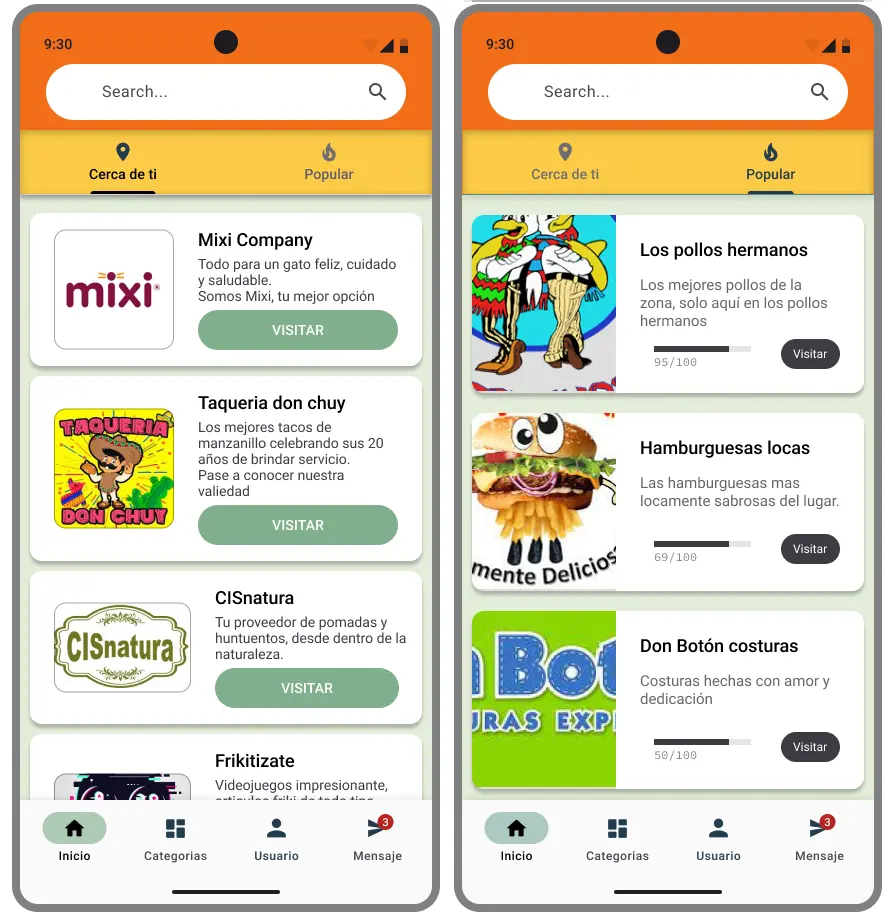 9:30
Search...
Cerca de ti
Popular
mixi
Mixi Company
Todo para un gato feliz, cuidado
y saludable.
Somos Mixi, tu mejor opción
VISITAR
TAQUERIA
DON CHUY
Taqueria don chuy
Los mejores tacos de
manzanillo celebrando sus 20
años de brindar servicio.
Pase a conocer nuestra
valiedad
VISITAR
CISnatura
CISnatura
Tu proveedor de pomadas y
huntuentos, desde dentro de la
naturaleza.
VISITAR
Frikitizate
Videojuegos impresionante,
Inicio
Categorias
Usuario
3
Mensaje
9:30
Search...
Cerca de ti
Popular
Los pollos hermanos
Los mejores pollos de la
zona, solo aquí en los pollos
hermanos
95/100
Visitar
mente Delicios
Hamburguesas locas
Las hamburguesas mas
locamente sabrosas del lugar.
69/100
Visitar
n Bot
URAS EXP
Don Botón costuras
Costuras hechas con amor y
dedicación
50/100
Visitar
Inicio
Categorias
Usuario
3
Mensaje